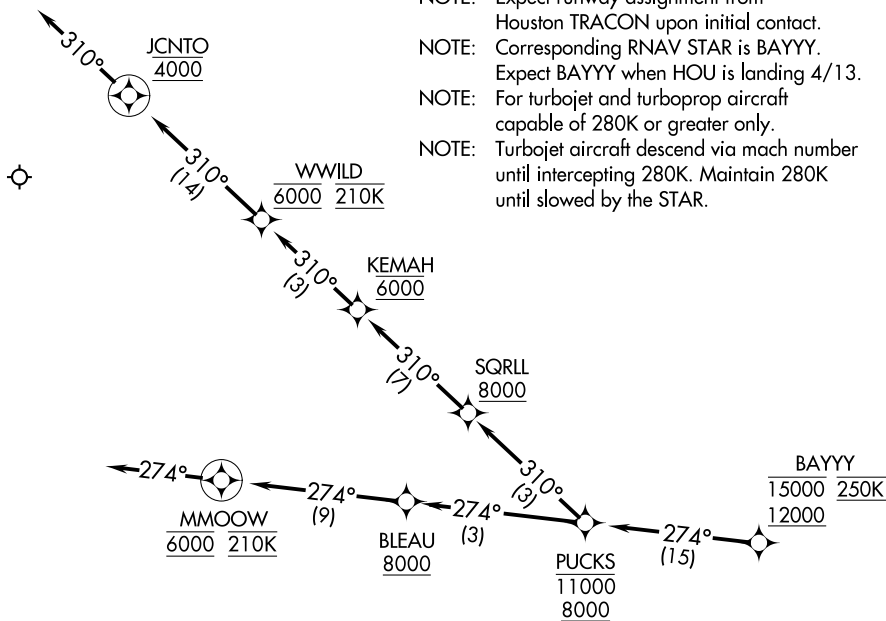 NOTE: Expect runway assignment from
Houston TRACON upon initial contact.
NOTE: Corresponding RNAV STAR is BAYYY.
Expect BAYYY when HOU is landing 4/13.
NOTE: For turbojet and turboprop aircraft
capable of 280K or greater only.
NOTE: Turbojet aircraft descend via mach number
until intercepting 280K. Maintain 280K
until slowed by the STAR.
310°
JCNTO
4000
310°
(14)
WWILD
6000 210K
310°
(3)
KEMAH
6000
310°
(7)
SQRLL
8000
310°
(3)
274°
MMOOW
6000 210K
274°
(9)
BLEAU
8000
274°
(3)
PUCKS
11000
8000
274°
(15)
BAYYY
15000 250K
12000